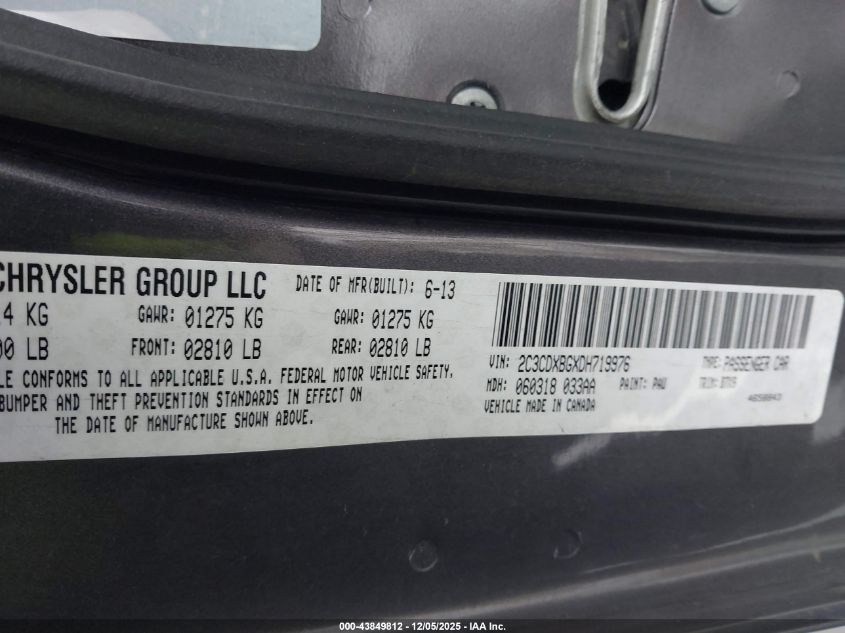 CHRYSLER GROUP LLC DATE OF MFR(BUILT): 6-13
4 KG GAWR: 01275 KG GAWR: 01275 KG
00 LB FRONT: 02810 LB REAR: 02810 LB
LE CONFORMS TO ALL APPLICABLE U.S.A. FEDERAL MOTOR VEHICLE SAFETY,
BUMPER AND THEFT PREVENTION STANDARDS IN EFFECT ON
THE DATE OF MANUFACTURE SHOWN ABOVE.
VIN: 2C3CDXBGXDH719976 TYPE: PASSENGER CAR
MDH: 060318 033AA PAINT: PAU TRIM:
VEHICLE MADE IN CANADA
000-43849812 - 12/05/2025 - IAA Inc.